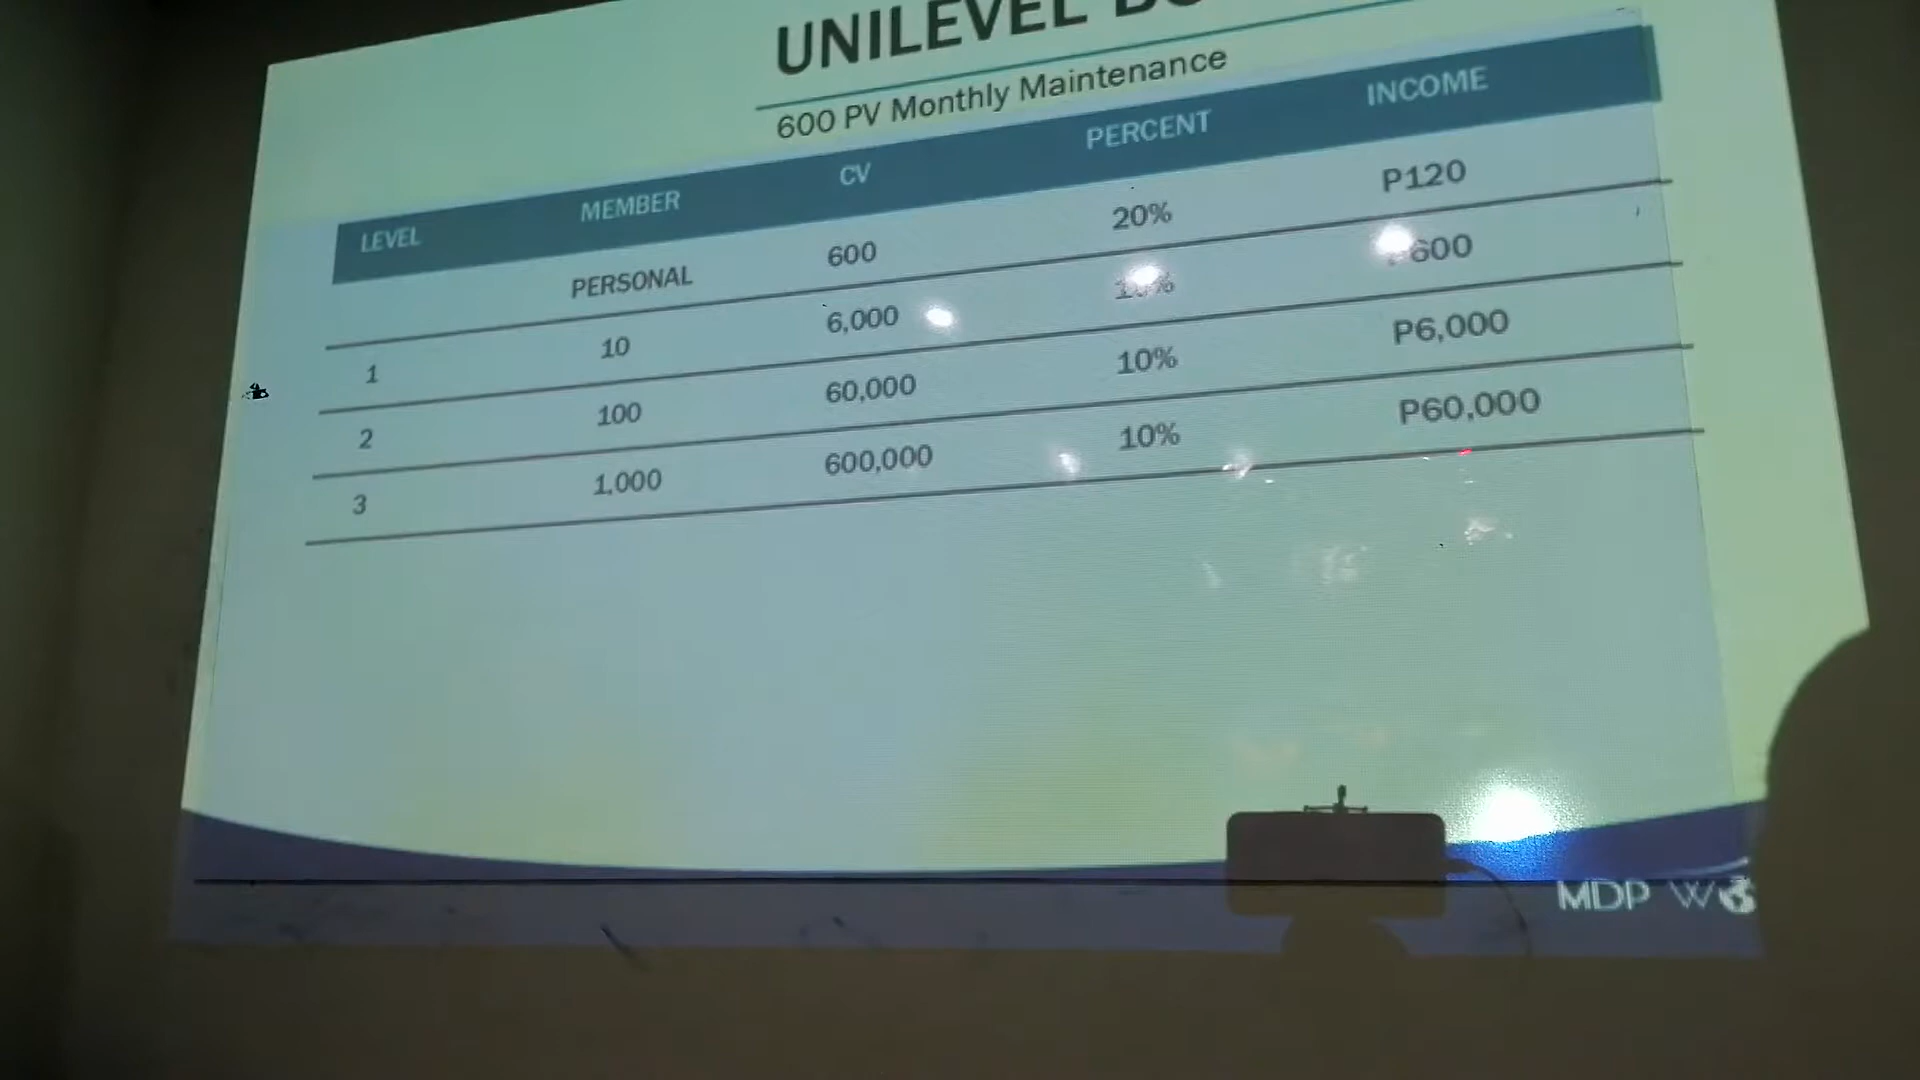 UNILEVEL
600 PV Monthly Maintenance
LEVEL MEMBER CV PERCENT INCOME
PERSONAL 600 20% P120
1 10 6,000 600
2 100 60,000 10% P6,000
3 1,000 600,000 10% P60,000
MDP